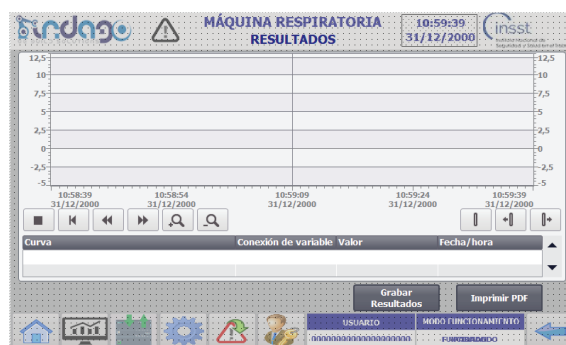 indago
MÁQUINA RESPIRATORIA
RESULTADOS
10:59:39
31/12/2000
insst
12,5
10
7,5
5
2,5
0
-2,5
-5
12,5
10
7,5
5
2,5
0
-2,5
-5
10:58:39 10:58:54 10:59:09 10:59:24 10:59:39
31/12/2000 31/12/2000 31/12/2000 31/12/2000 31/12/2000
Curva Conexión de variable Valor Fecha/hora
Grabar
Resultados
Imprimir PDF
USUARIO MODO FUNCIONAMIENTO